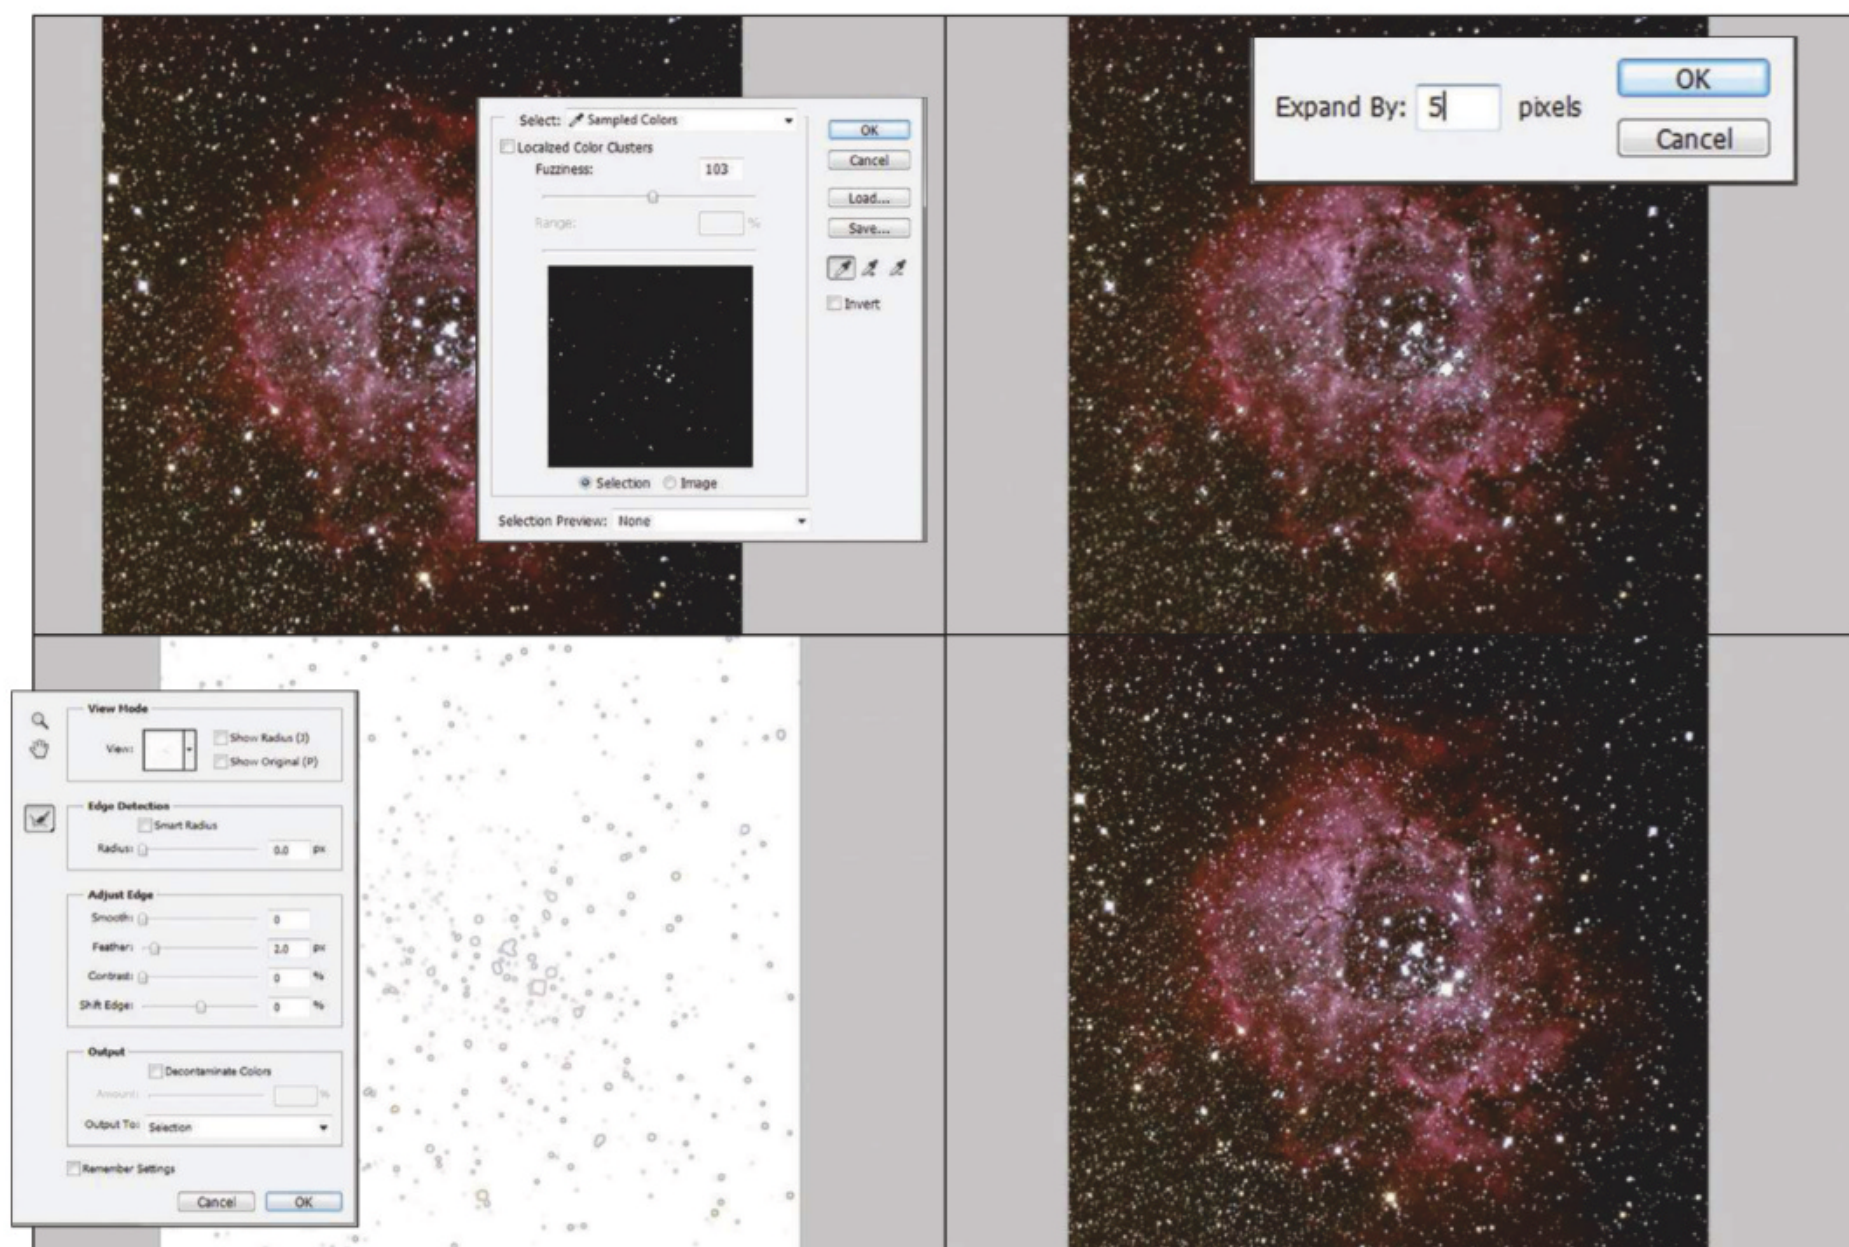 Select: Sampled Colors
Localized Color Clusters
Fuzziness: 103
Range: %
Selection Image
Selection Preview: None
OK
Cancel
Load...
Save...
Invert
Expand By: 5 pixels
OK
Cancel
View Mode
View:
Show Radius (J)
Show Original (P)
Edge Detection
Smart Radius
Radius: 0.0 px
Adjust Edge
Smooth: 0
Feather: 2.0 px
Contrast: 0 %
Shift Edge: 0 %
Output
Decontaminate Colors
Amount: %
Output To: Selection
Remember Settings
Cancel OK